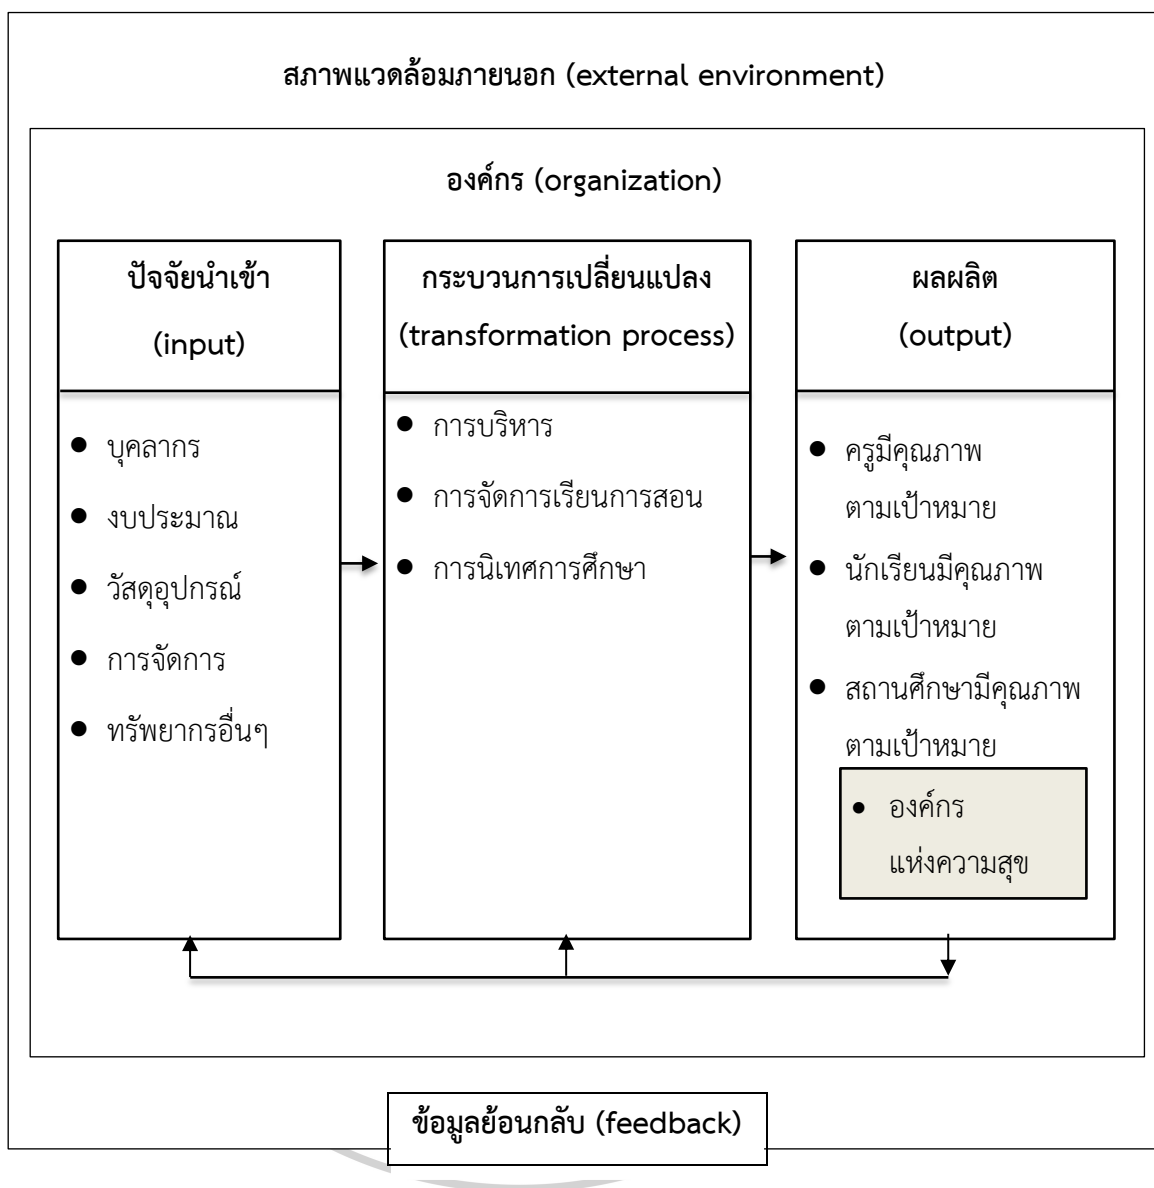 สภาพแวดล้อมภายนอก (external environment)
องค์กร (organization)
ปัจจัยนำเข้า
(input)
● บุคลากร
● งบประมาณ
● วัสดุอุปกรณ์
● การจัดการ
● ทรัพยากรอื่นๆ
กระบวนการเปลี่ยนแปลง
(transformation process)
● การบริหาร
● การจัดการเรียนการสอน
● การนิเทศการศึกษา
ผลผลิต
(output)
● ครูมีคุณภาพ
ตามเป้าหมาย
● นักเรียนมีคุณภาพ
ตามเป้าหมาย
● สถานศึกษามีคุณภาพ
ตามเป้าหมาย
● องค์กร
แห่งความสุข
ข้อมูลย้อนกลับ (feedback)